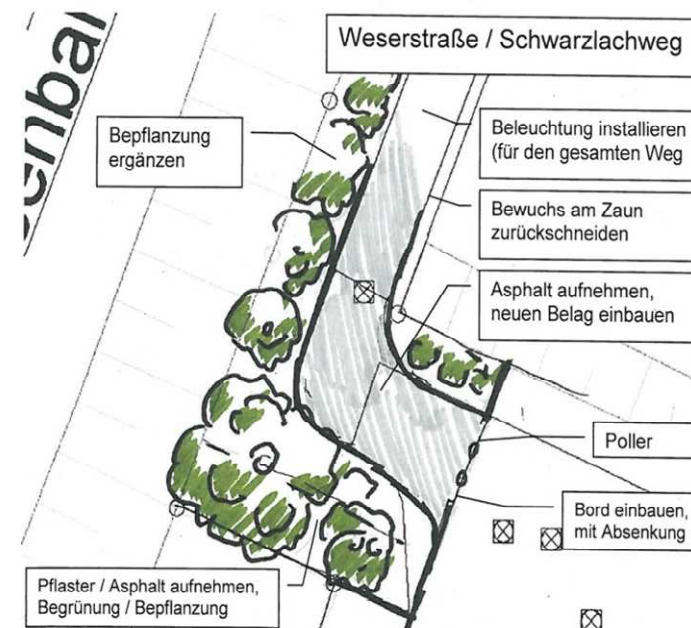 Weserstraße / Schwarzlachweg
Bepflanzung
ergänzen
Beleuchtung installieren
(für den gesamten Weg
Bewuchs am Zaun
zurückschneiden
Asphalt aufnehmen,
neuen Belag einbauen
Poller
Bord einbauen,
mit Absenkung
Pflaster / Asphalt aufnehmen,
Begrünung / Bepflanzung